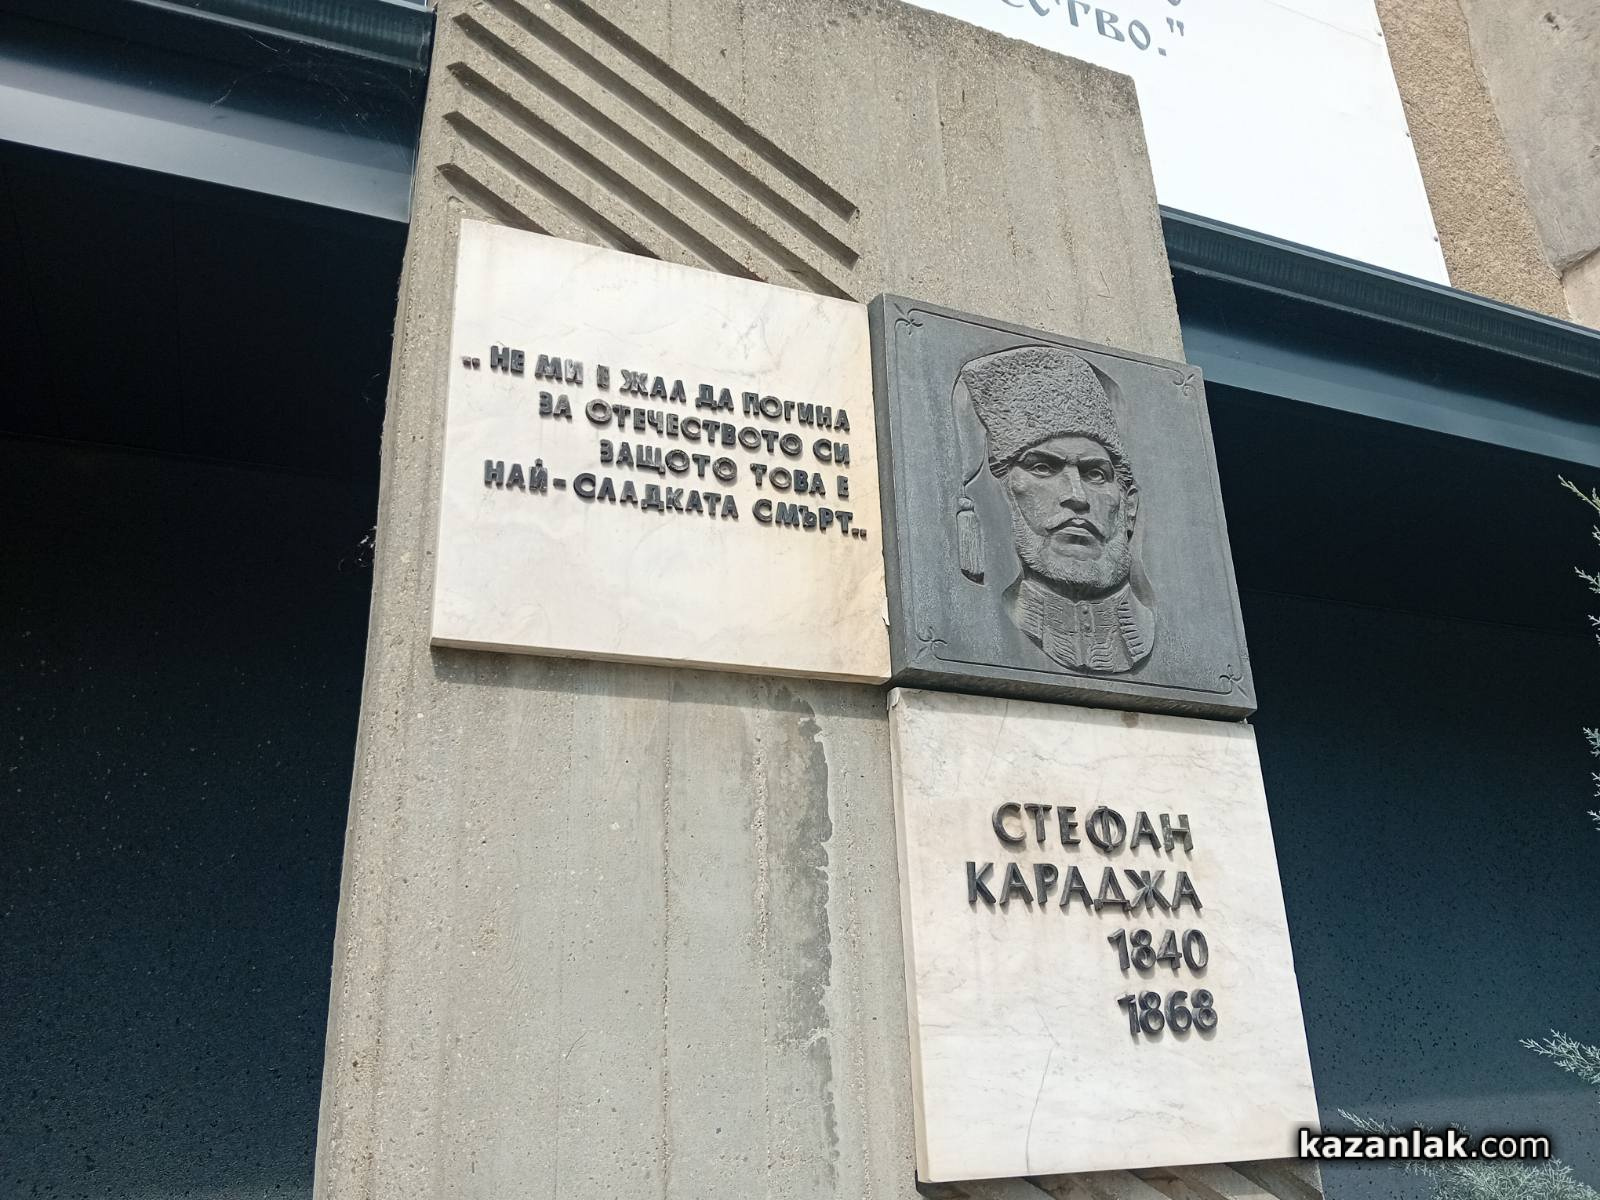 ество."
„ НЕ МИ Е ЖАЛ ДА ПОГИНА
ЗА ОТЕЧЕСТВОТО СИ
ЗАЩОТО ТОВА Е
НАЙ-СЛАДКАТА СМЪРТ„
СТЕФАН
КАРАДЖА
1840
1868
kazanlak.com